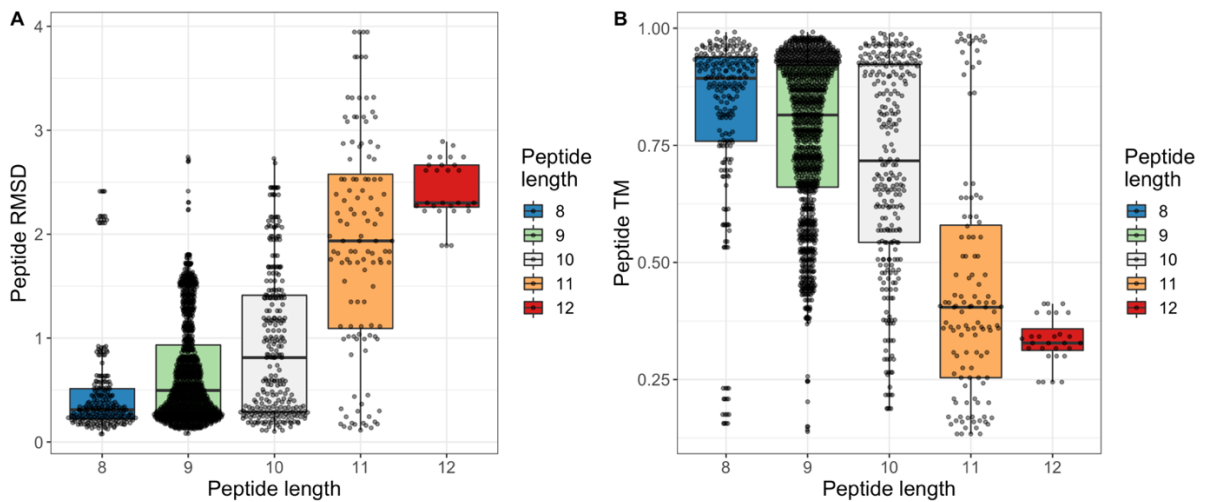 A
Peptide RMSD
4
3
2
1
0
8 9 10 11 12
Peptide length
Peptide
length
8
9
10
11
12
B
Peptide TM
1.00
0.75
0.50
0.25
8 9 10 11 12
Peptide length
Peptide
length
8
9
10
11
12